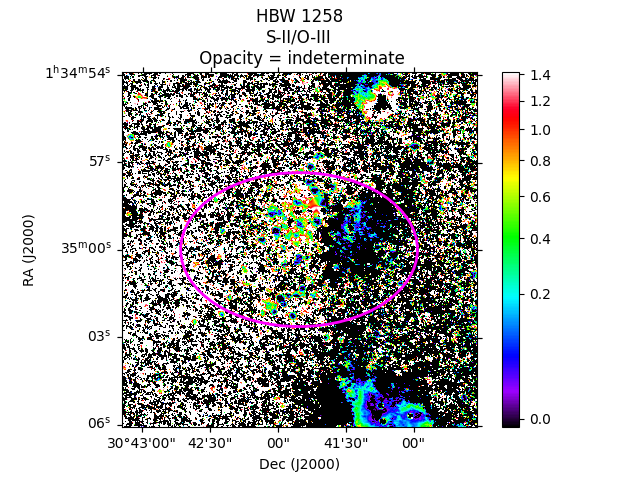 HBW 1258
S-II/O-III
Opacity = indeterminate
1h34m54s
57s
35m00s
03s
06s
RA (J2000)
30°43'00"
42'30"
00"
41'30"
00"
Dec (J2000)
1.4
1.2
1.0
0.8
0.6
0.4
0.2
0.0